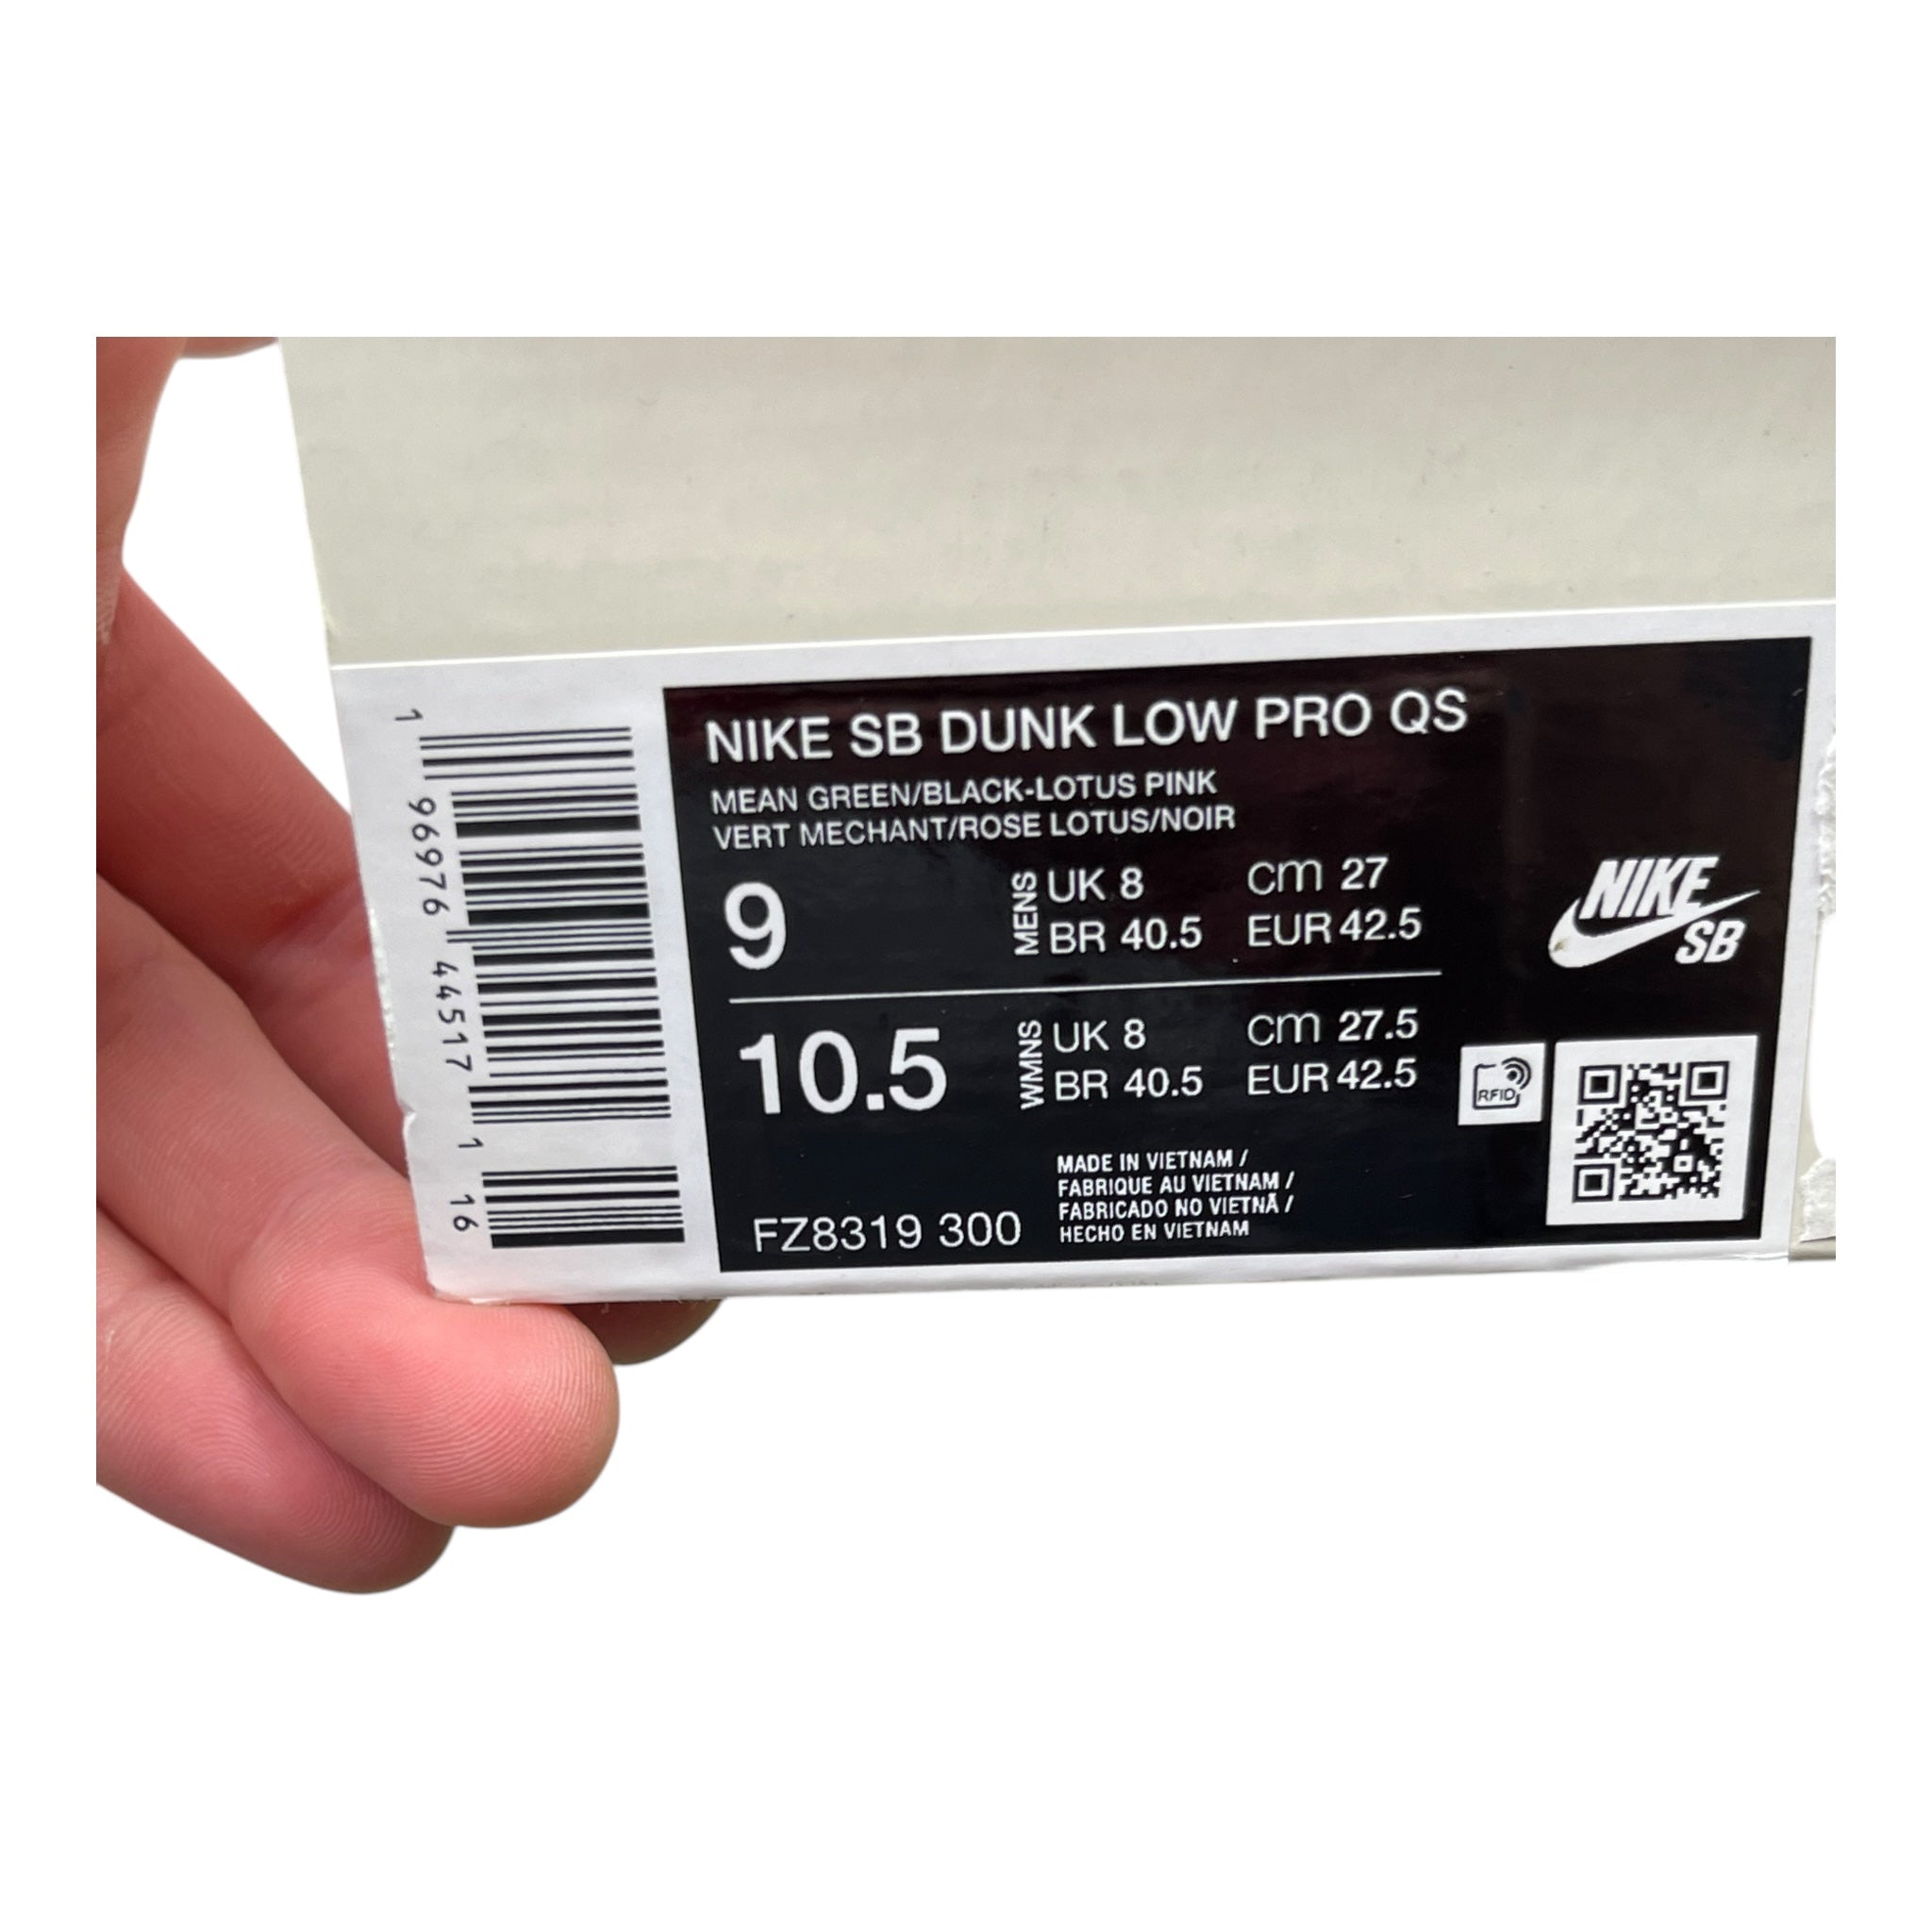 NIKE SB DUNK LOW PRO QS
MEAN GREEN/BLACK-LOTUS PINK
VERT MECHANT/ROSE LOTUS/NOIR
9 MENS UK 8 cm 27
BR 40.5 EUR 42.5
10.5 WMNS UK 8 cm 27.5
BR 40.5 EUR 42.5
MADE IN VIETNAM /
FABRIQUE AU VIETNAM /
FABRICADO NO VIETNÃ /
HECHO EN VIETNAM
FZ8319 300
NIKE
SB
RFID
1 96976 44517 1 16